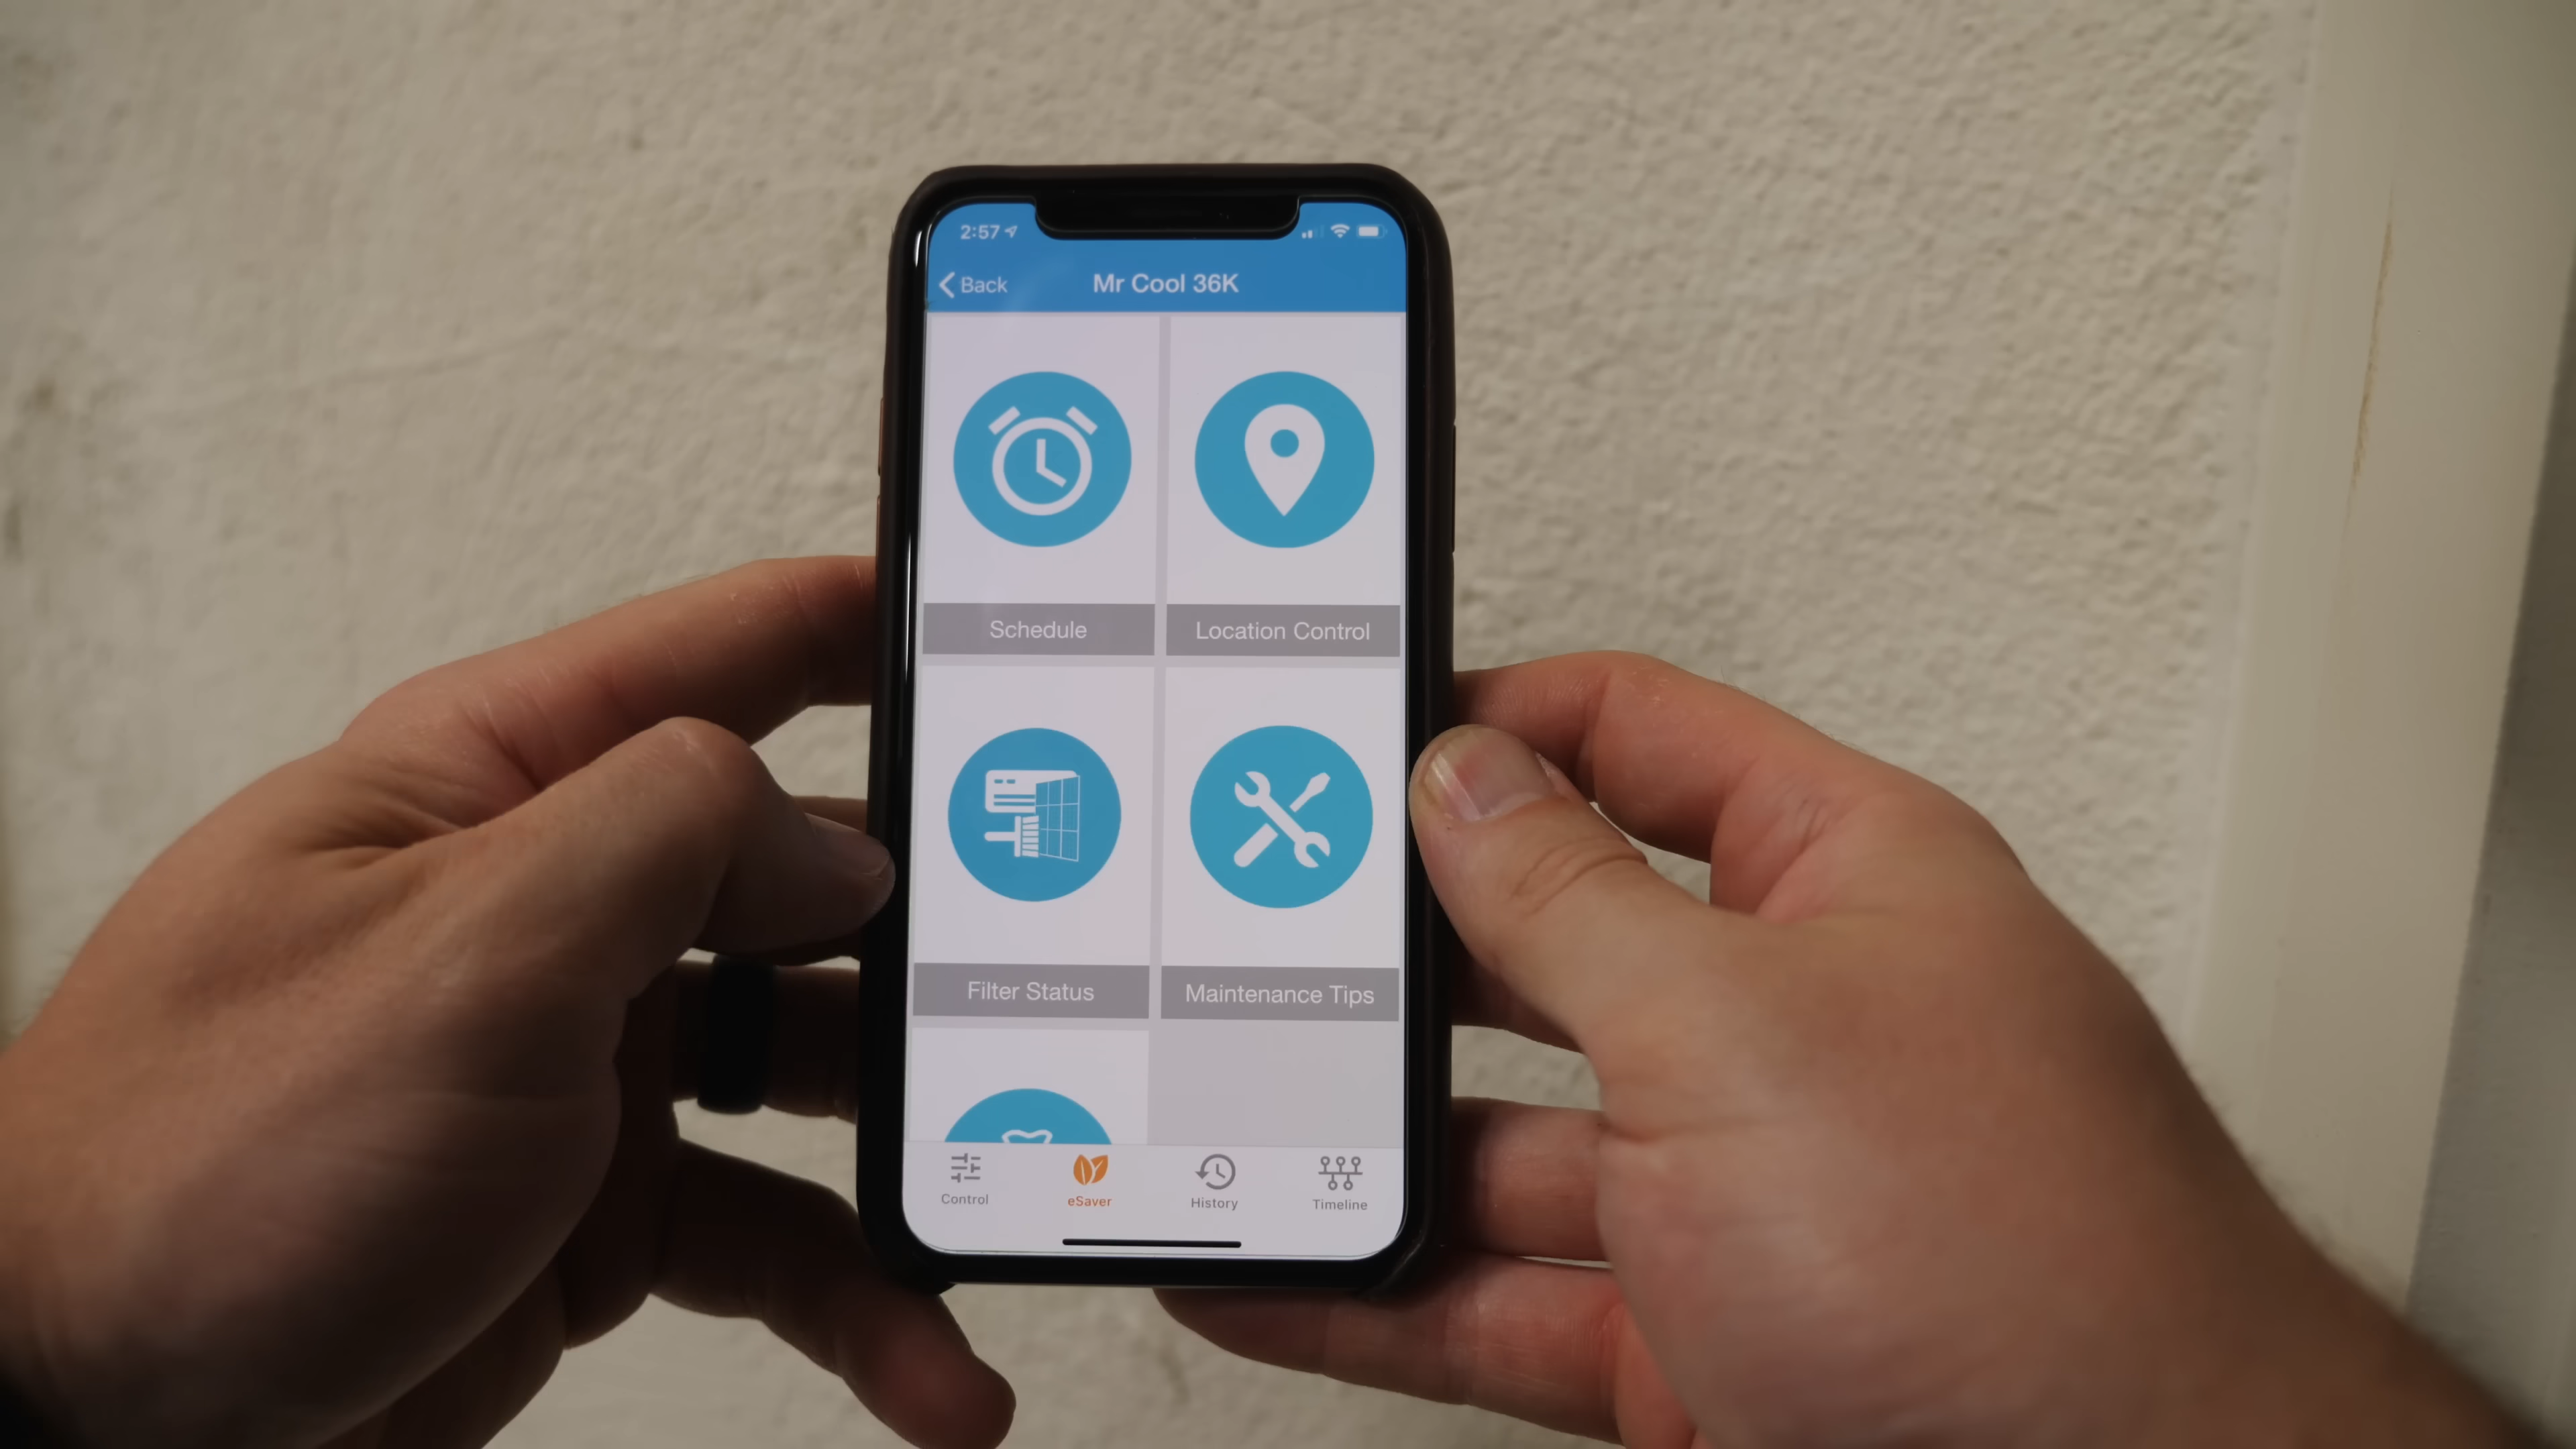 2:57
Back
Mr Cool 36K
Schedule
Location Control
Filter Status
Maintenance Tips
Control
eSaver
History
Timeline